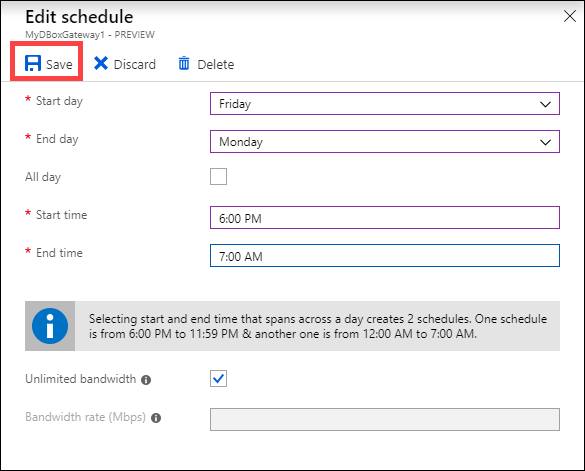 Edit schedule
MyDBoxGateway1 - PREVIEW
Save Discard Delete
* Start day Friday
* End day Monday
All day
* Start time 6:00 PM
* End time 7:00 AM
Selecting start and end time that spans across a day creates 2 schedules. One schedule
is from 6:00 PM to 11:59 PM & another one is from 12:00 AM to 7:00 AM.
Unlimited bandwidth
Bandwidth rate (Mbps)